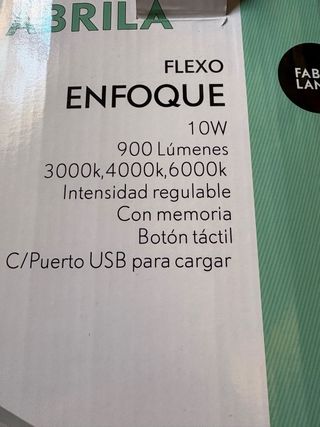 ABRILA
FLEXO
ENFOQUE
10W
900 Lúmenes
3000k,4000k,6000k
Intensidad regulable
Con memoria
Botón táctil
C/Puerto USB para cargar